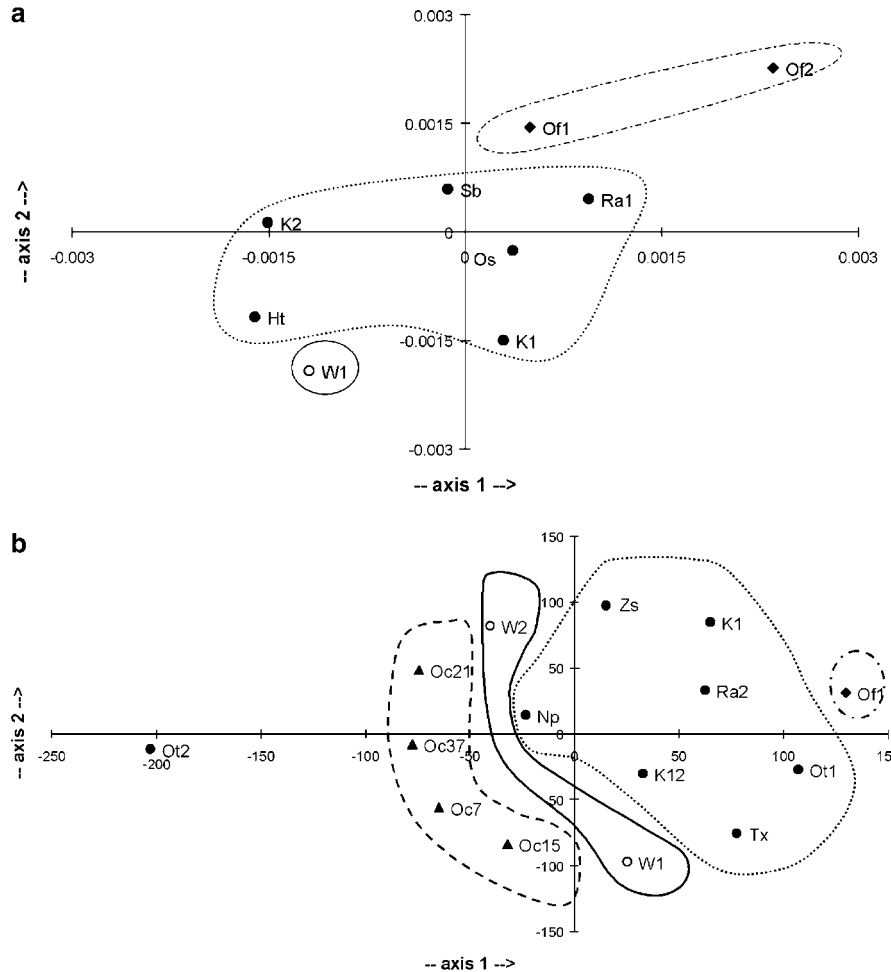 a
0.003
Of2
0.0015
Of1
Sb
Ra1
K2
-0.003
-0.0015
0
0.0015
0.003
Os
Ht
K1
-0.0015
W1
-0.003
-- axis 2 -->
-- axis 1 -->
b
150
100
Zs
W2
K1
50
Oc21
Ra2
Of1
Np
Oc37
0
-250
-200
-150
-100
-50
0
50
100
150
Ot2
K12
Ot1
Oc7
-50
Tx
Oc15
W1
-100
-150
-- axis 2 -->
-- axis 1 -->